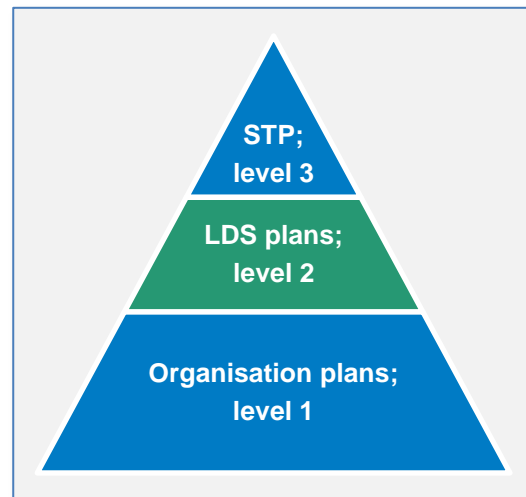 STP;
level 3
LDS plans;
level 2
Organisation plans;
level 1